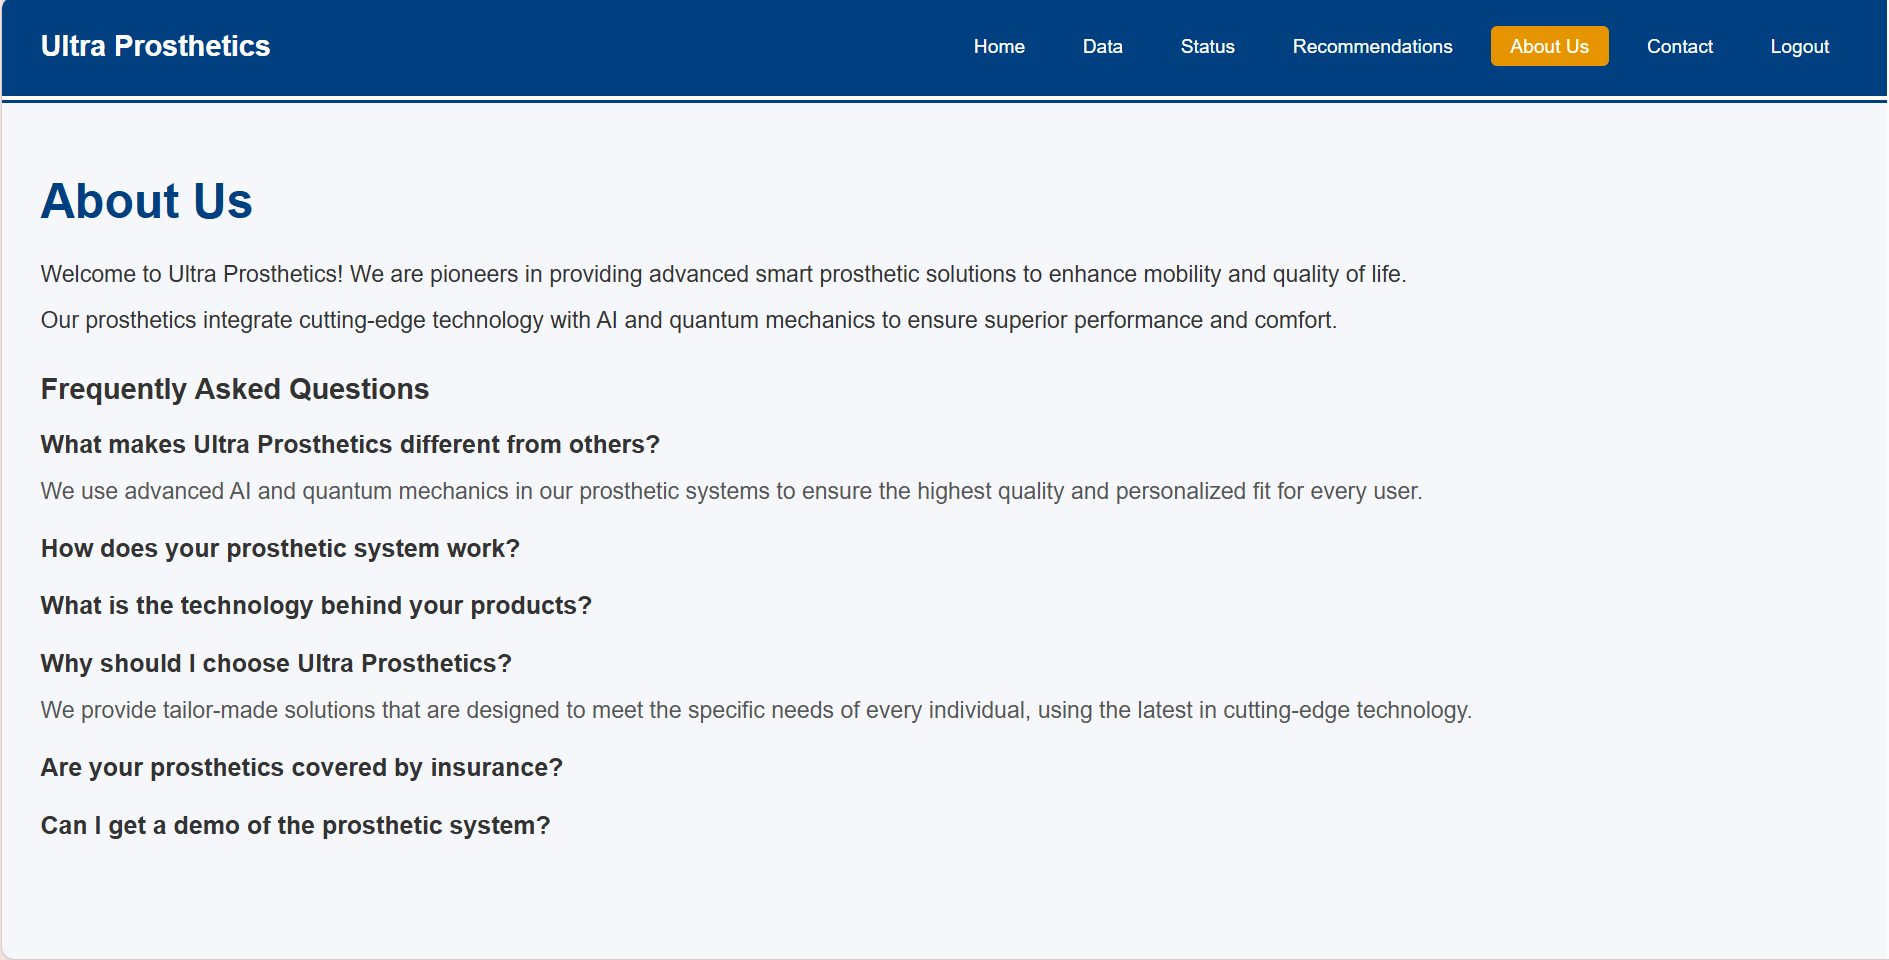 Ultra Prosthetics
Home Data Status Recommendations About Us Contact Logout
About Us
Welcome to Ultra Prosthetics! We are pioneers in providing advanced smart prosthetic solutions to enhance mobility and quality of life.
Our prosthetics integrate cutting-edge technology with AI and quantum mechanics to ensure superior performance and comfort.
Frequently Asked Questions
What makes Ultra Prosthetics different from others?
We use advanced AI and quantum mechanics in our prosthetic systems to ensure the highest quality and personalized fit for every user.
How does your prosthetic system work?
What is the technology behind your products?
Why should I choose Ultra Prosthetics?
We provide tailor-made solutions that are designed to meet the specific needs of every individual, using the latest in cutting-edge technology.
Are your prosthetics covered by insurance?
Can I get a demo of the prosthetic system?